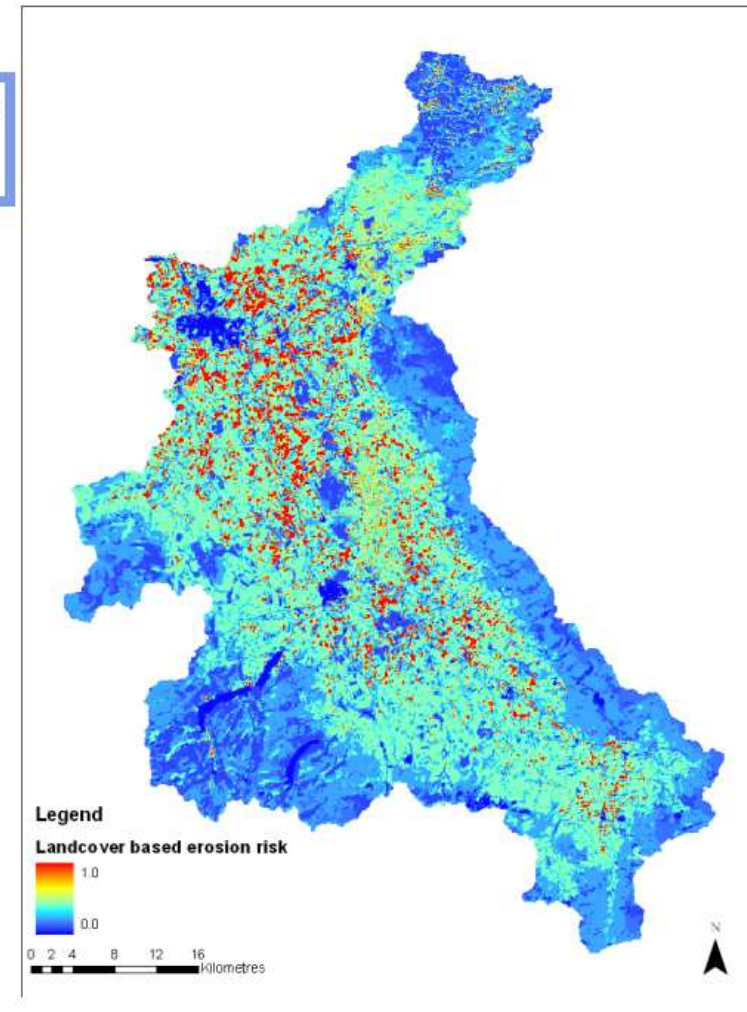 Legend
Landcover based erosion risk
1.0
0.0
0 2 4 8 12 16
Kilometres
N